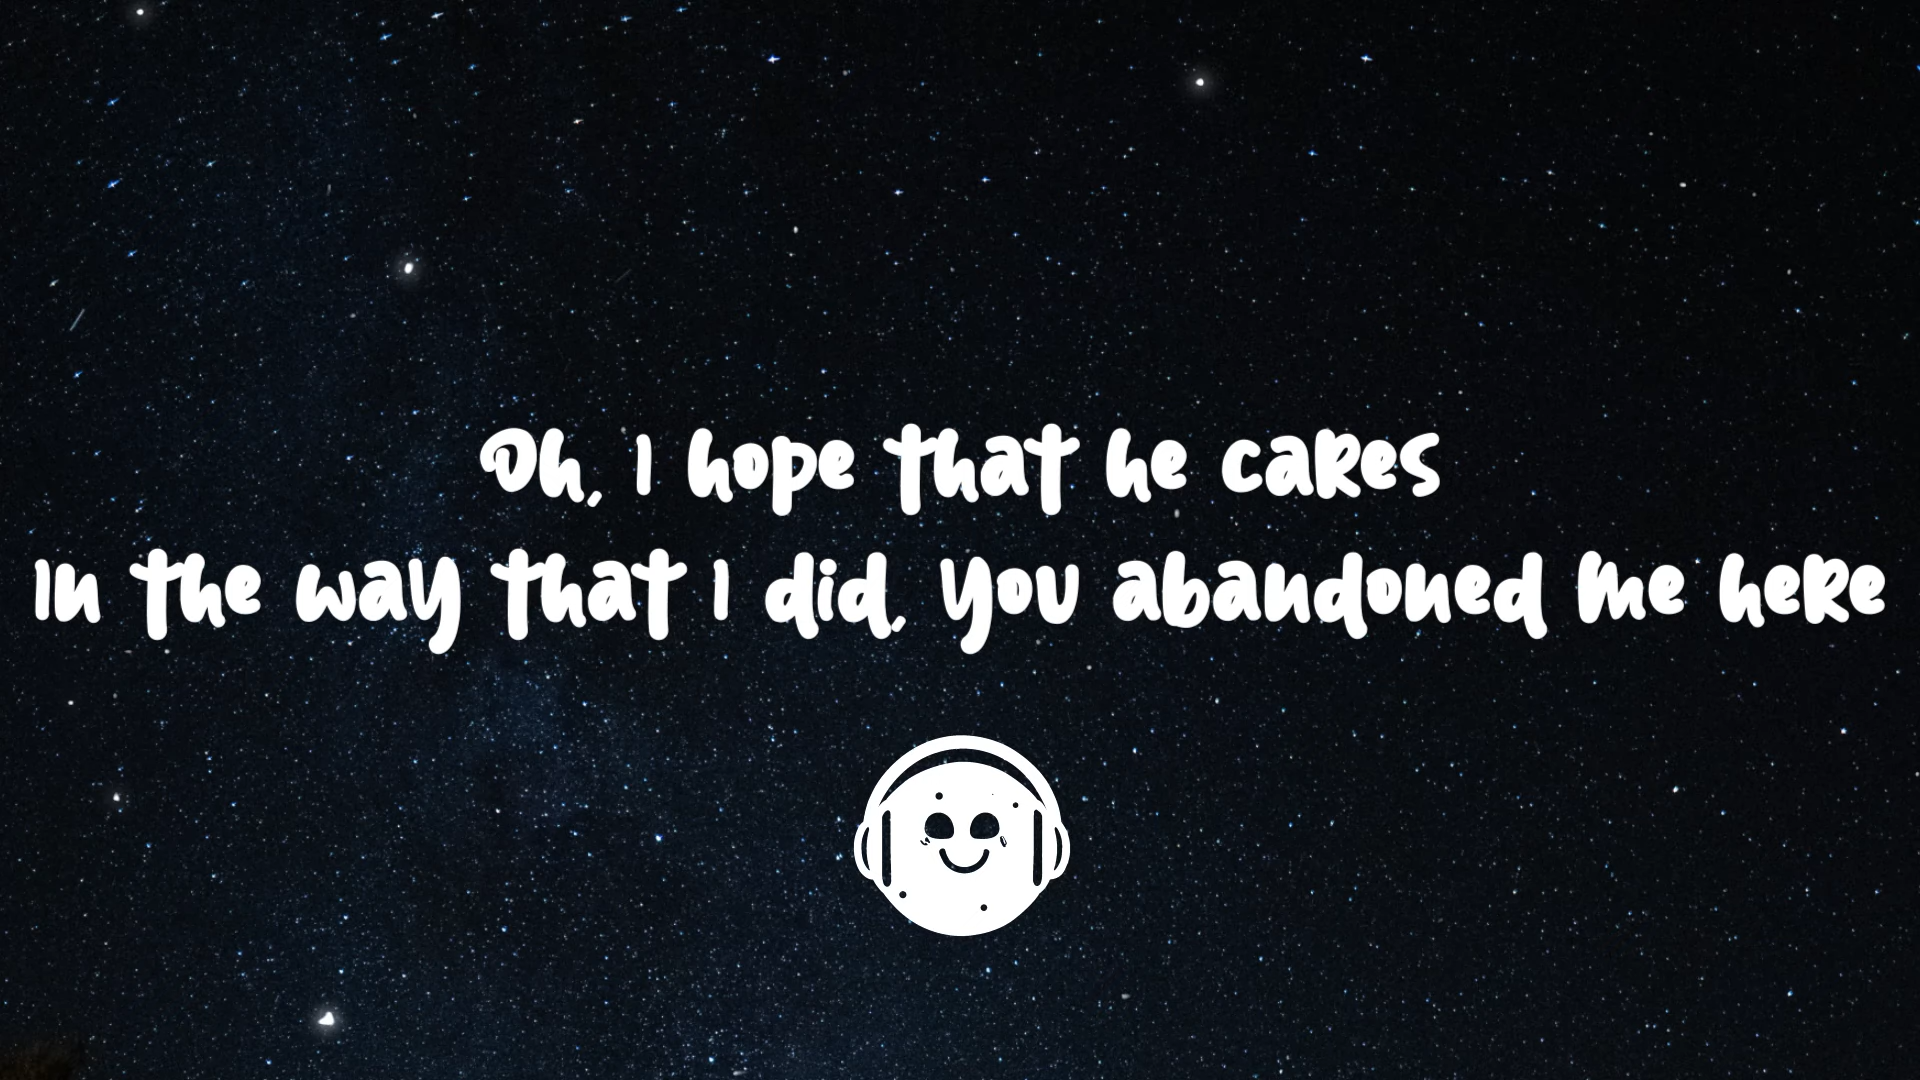 Oh, I hope that he cares
In the way that I did, you abandoned me here